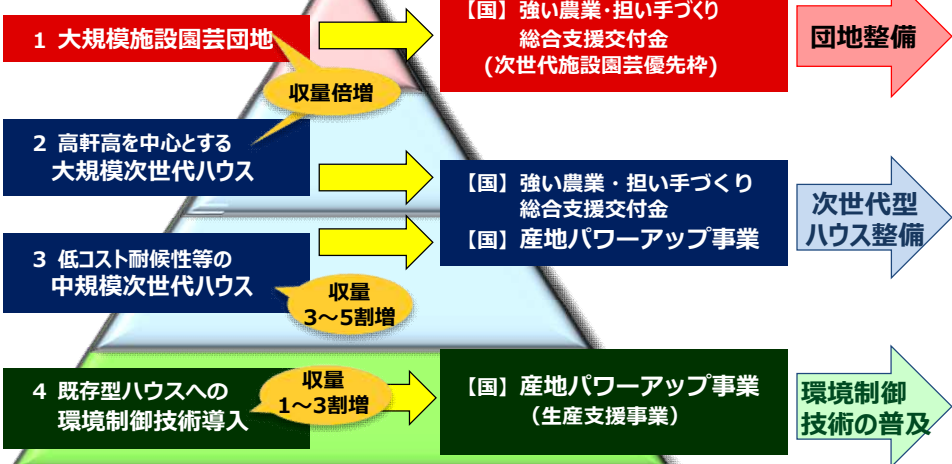 1 大規模施設園芸団地
【国】強い農業・担い手づくり
総合支援交付金
(次世代施設園芸優先枠)
団地整備
収量倍増
2 高軒高を中心とする
大規模次世代ハウス
【国】強い農業・担い手づくり
総合支援交付金
【国】産地パワーアップ事業
次世代型
ハウス整備
3 低コスト耐候性等の
中規模次世代ハウス
収量
3～5割増
4 既存型ハウスへの
環境制御技術導入
収量
1～3割増
【国】産地パワーアップ事業
（生産支援事業）
環境制御
技術の普及